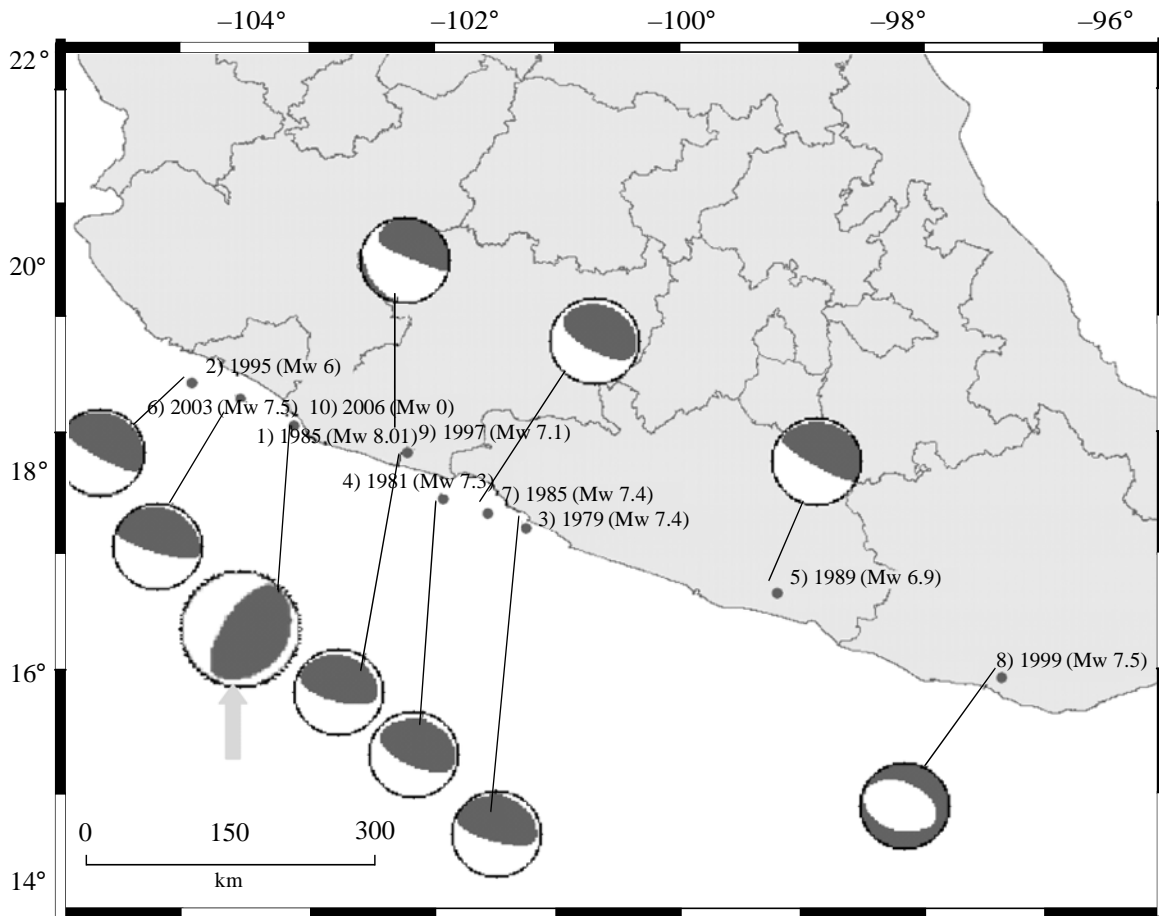 –104° –102° –100° –98° –96°
22°
20°
2) 1995 (Mw 6)
6) 2003 (Mw 7.5) 10) 2006 (Mw 0)
1) 1985 (Mw 8.01) 9) 1997 (Mw 7.1)
18°
4) 1981 (Mw 7.3)
7) 1985 (Mw 7.4)
3) 1979 (Mw 7.4)
5) 1989 (Mw 6.9)
16°
8) 1999 (Mw 7.5)
0 150 300
km
14°